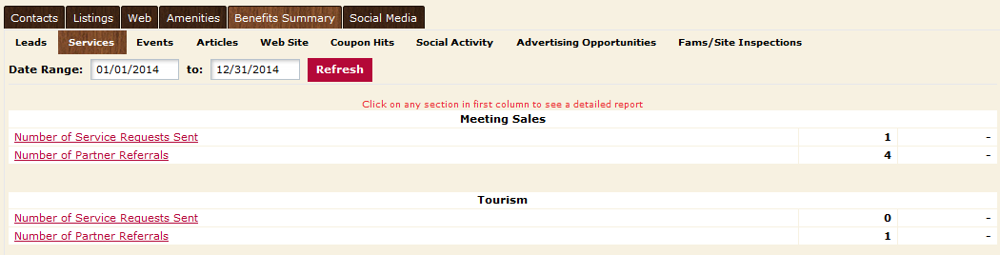 Contacts Listings Web Amenities Benefits Summary Social Media
Leads Services Events Articles Web Site Coupon Hits Social Activity Advertising Opportunities Fams/Site Inspections
Date Range: 01/01/2014 to: 12/31/2014 Refresh
Click on any section in first column to see a detailed report
Meeting Sales
Number of Service Requests Sent 1 -
Number of Partner Referrals 4 -
Tourism
Number of Service Requests Sent 0 -
Number of Partner Referrals 1 -